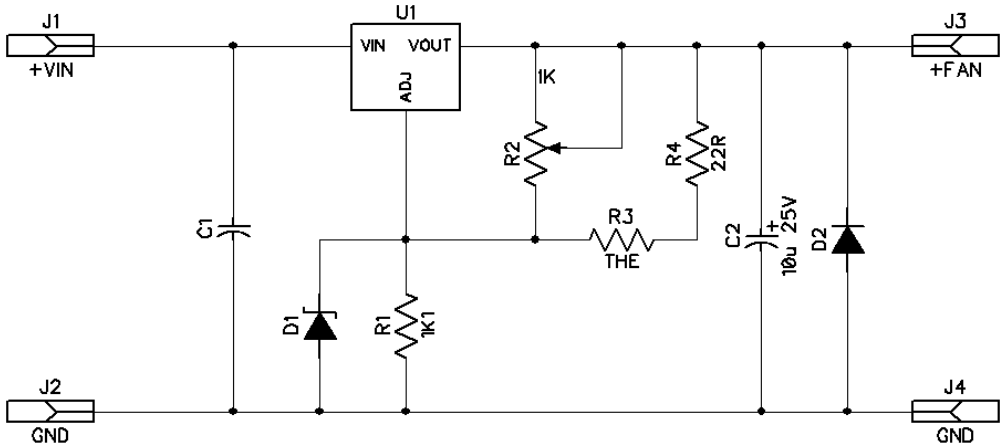 J1
+VIN
U1
VIN VOUT
ADJ
J3
+FAN
1K
R2
R4
22R
R3
THE
C1
C2
+
10u 25V
D2
D1
R1
1K1
J2
GND
J4
GND